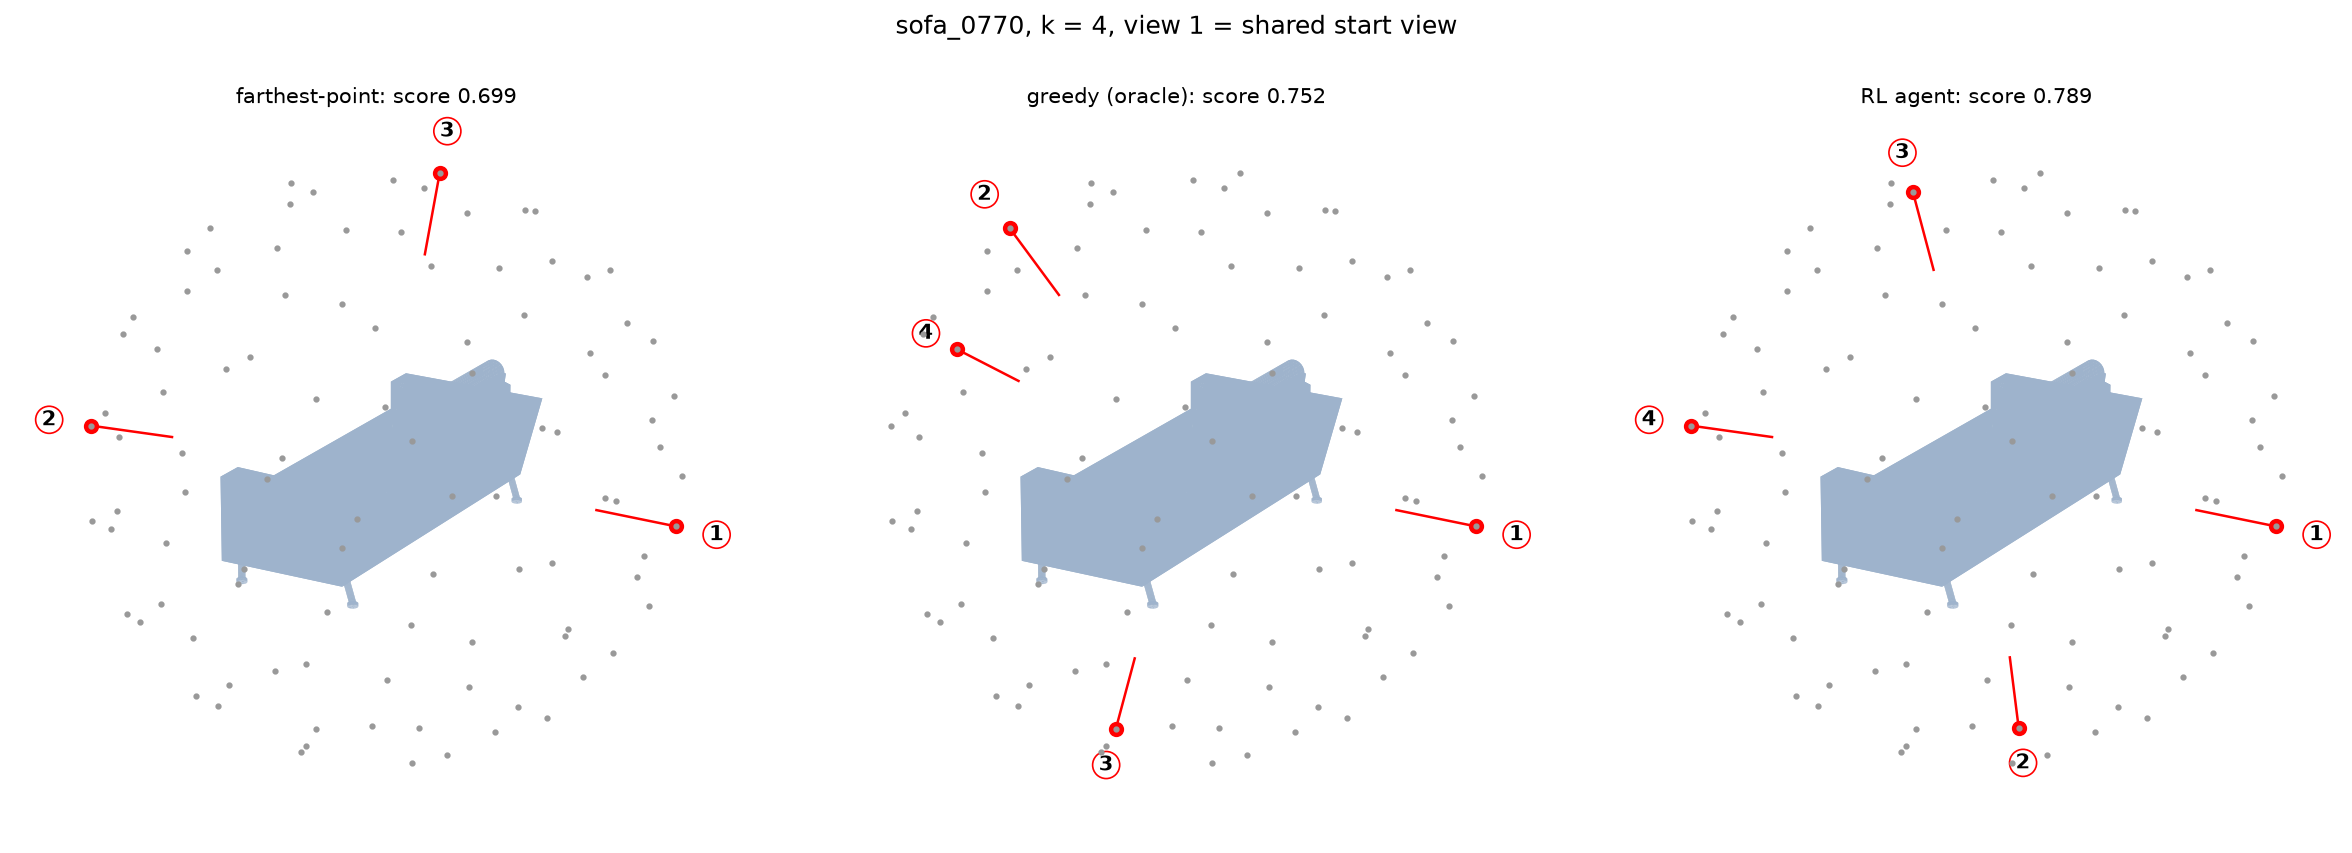 sofa_0770, k = 4, view 1 = shared start view
farthest-point: score 0.699
3
2
1
greedy (oracle): score 0.752
2
4
1
3
RL agent: score 0.789
3
4
1
2